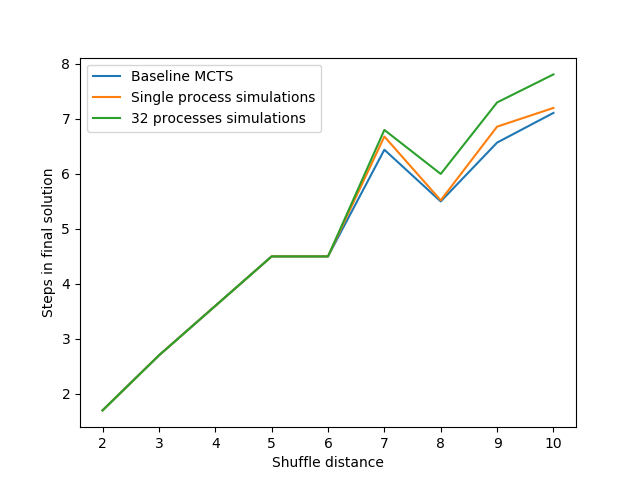 Baseline MCTS
Single process simulations
32 processes simulations
8
7
6
5
4
3
2
Steps in final solution
2 3 4 5 6 7 8 9 10
Shuffle distance